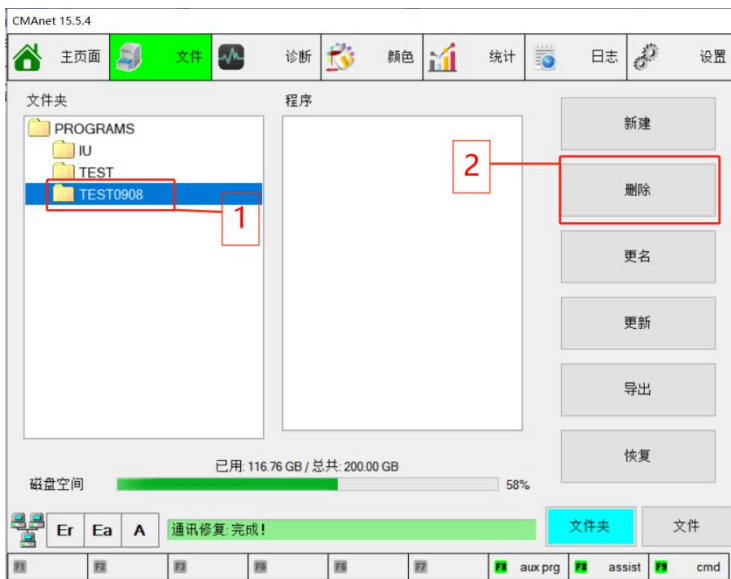 CMAnet 15.5.4
主页面 文件 诊断 颜色 统计 日志 设置
文件夹 程序
PROGRAMS
IU
TEST
TEST0908
1
2
新建
删除
更名
更新
导出
恢复
已用: 116.76 GB / 总共: 200.00 GB
磁盘空间 58%
Er Ea A 通讯修复: 完成! 文件夹 文件
F1 F2 F3 F4 F6 F7 F8 aux prg F8 assist F9 cmd